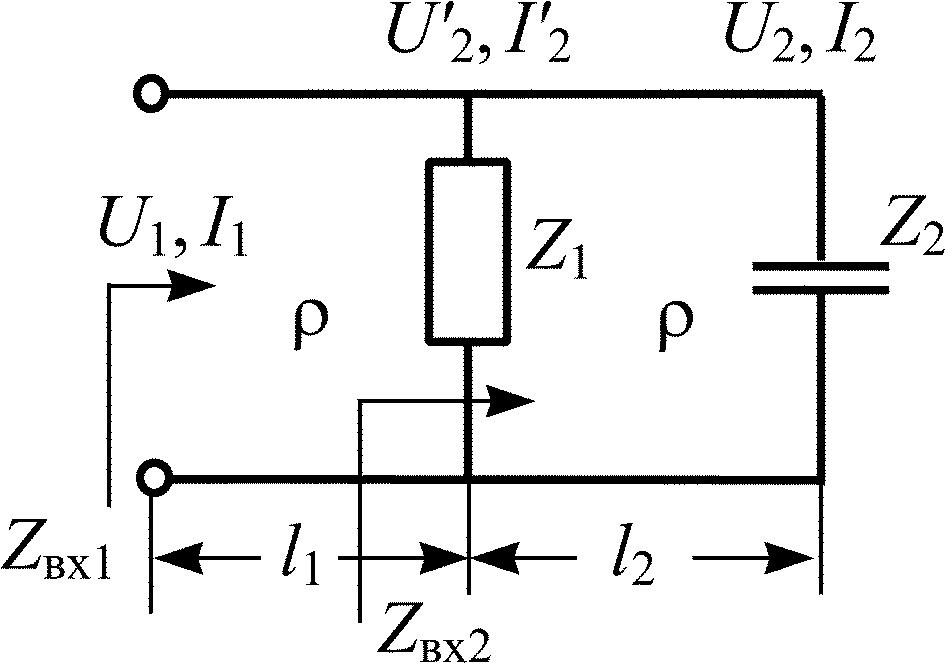 U′₂, I′₂ U₂, I₂
U₁, I₁ Z₁ Z₂
ρ ρ
Zвх1 l₁ l₂
Zвх2